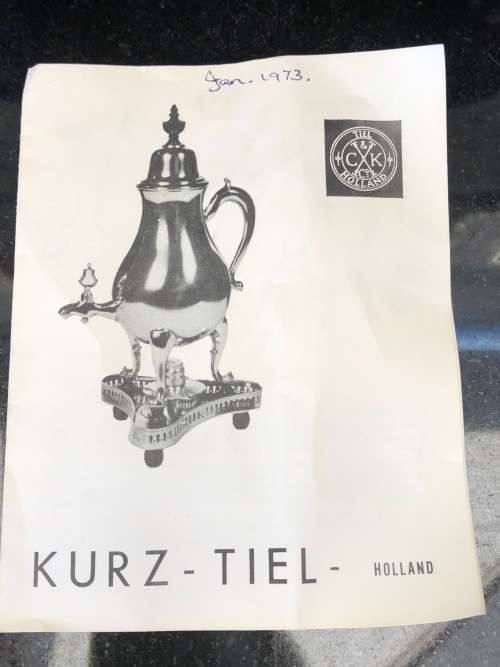 Jan. 1973.
TIEL
&
C K
Co
HOLLAND
KURZ - TIEL - HOLLAND